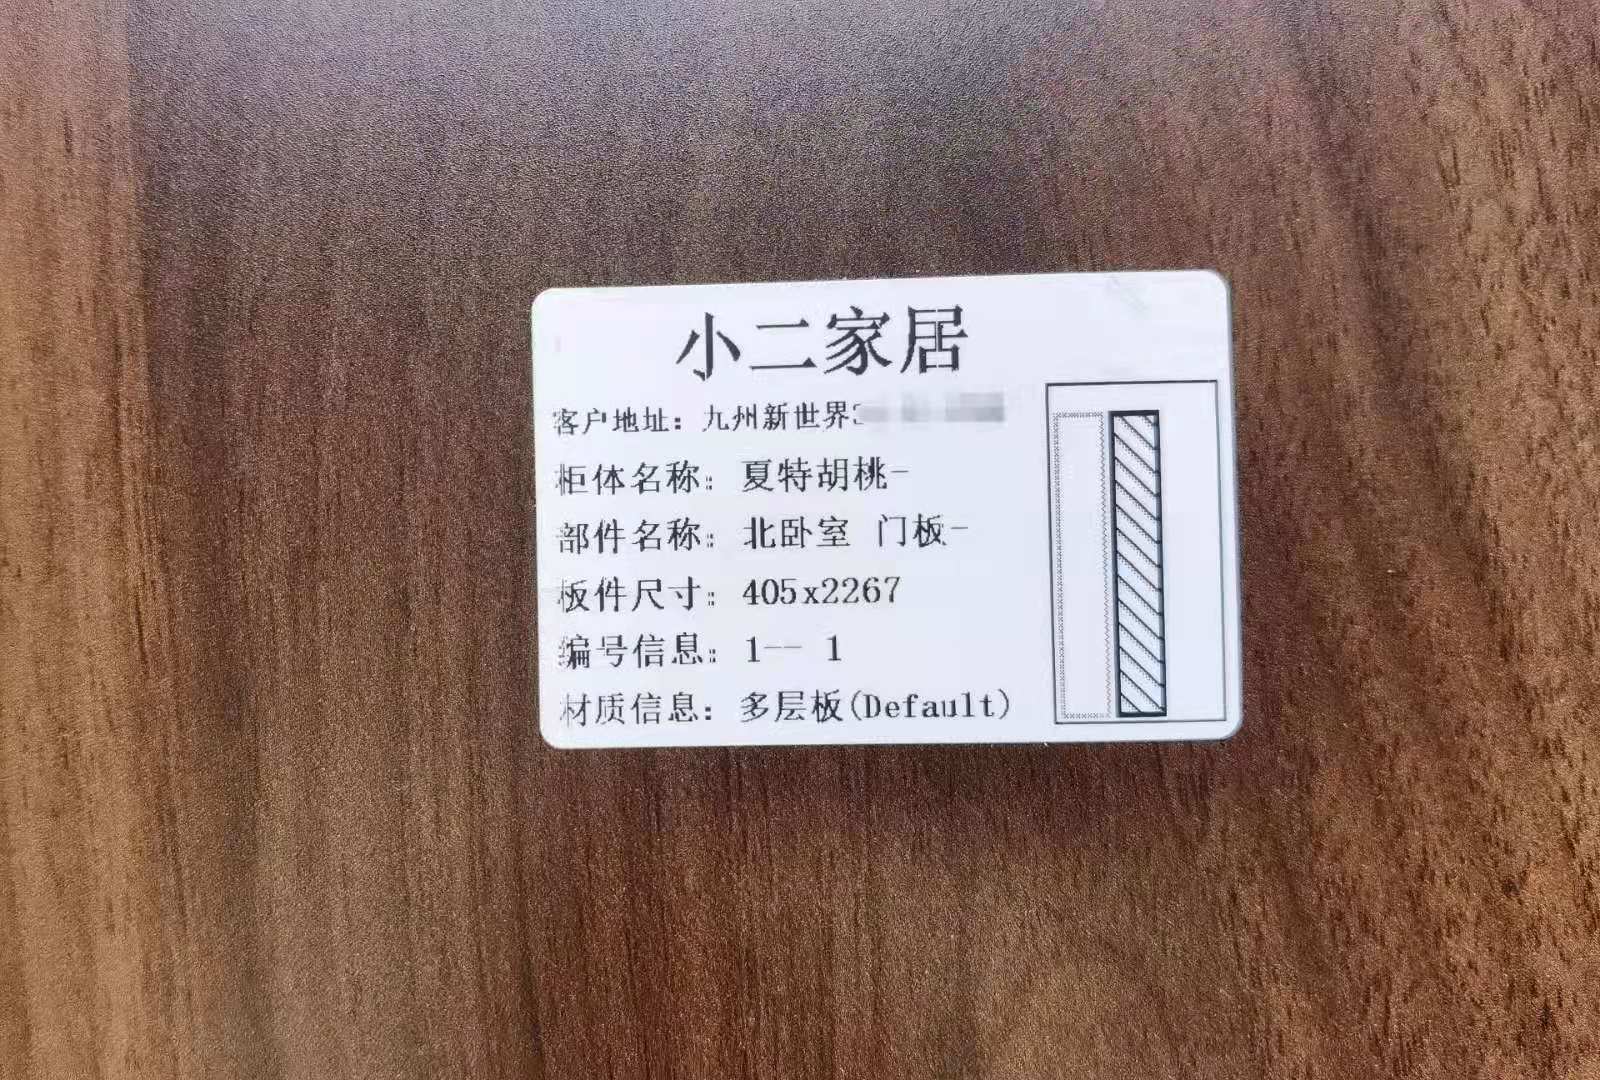 小二家居
客户地址：九州新世界
柜体名称：夏特胡桃-
部件名称：北卧室 门板-
板件尺寸：405x2267
编号信息：1-- 1
材质信息：多层板(Default)